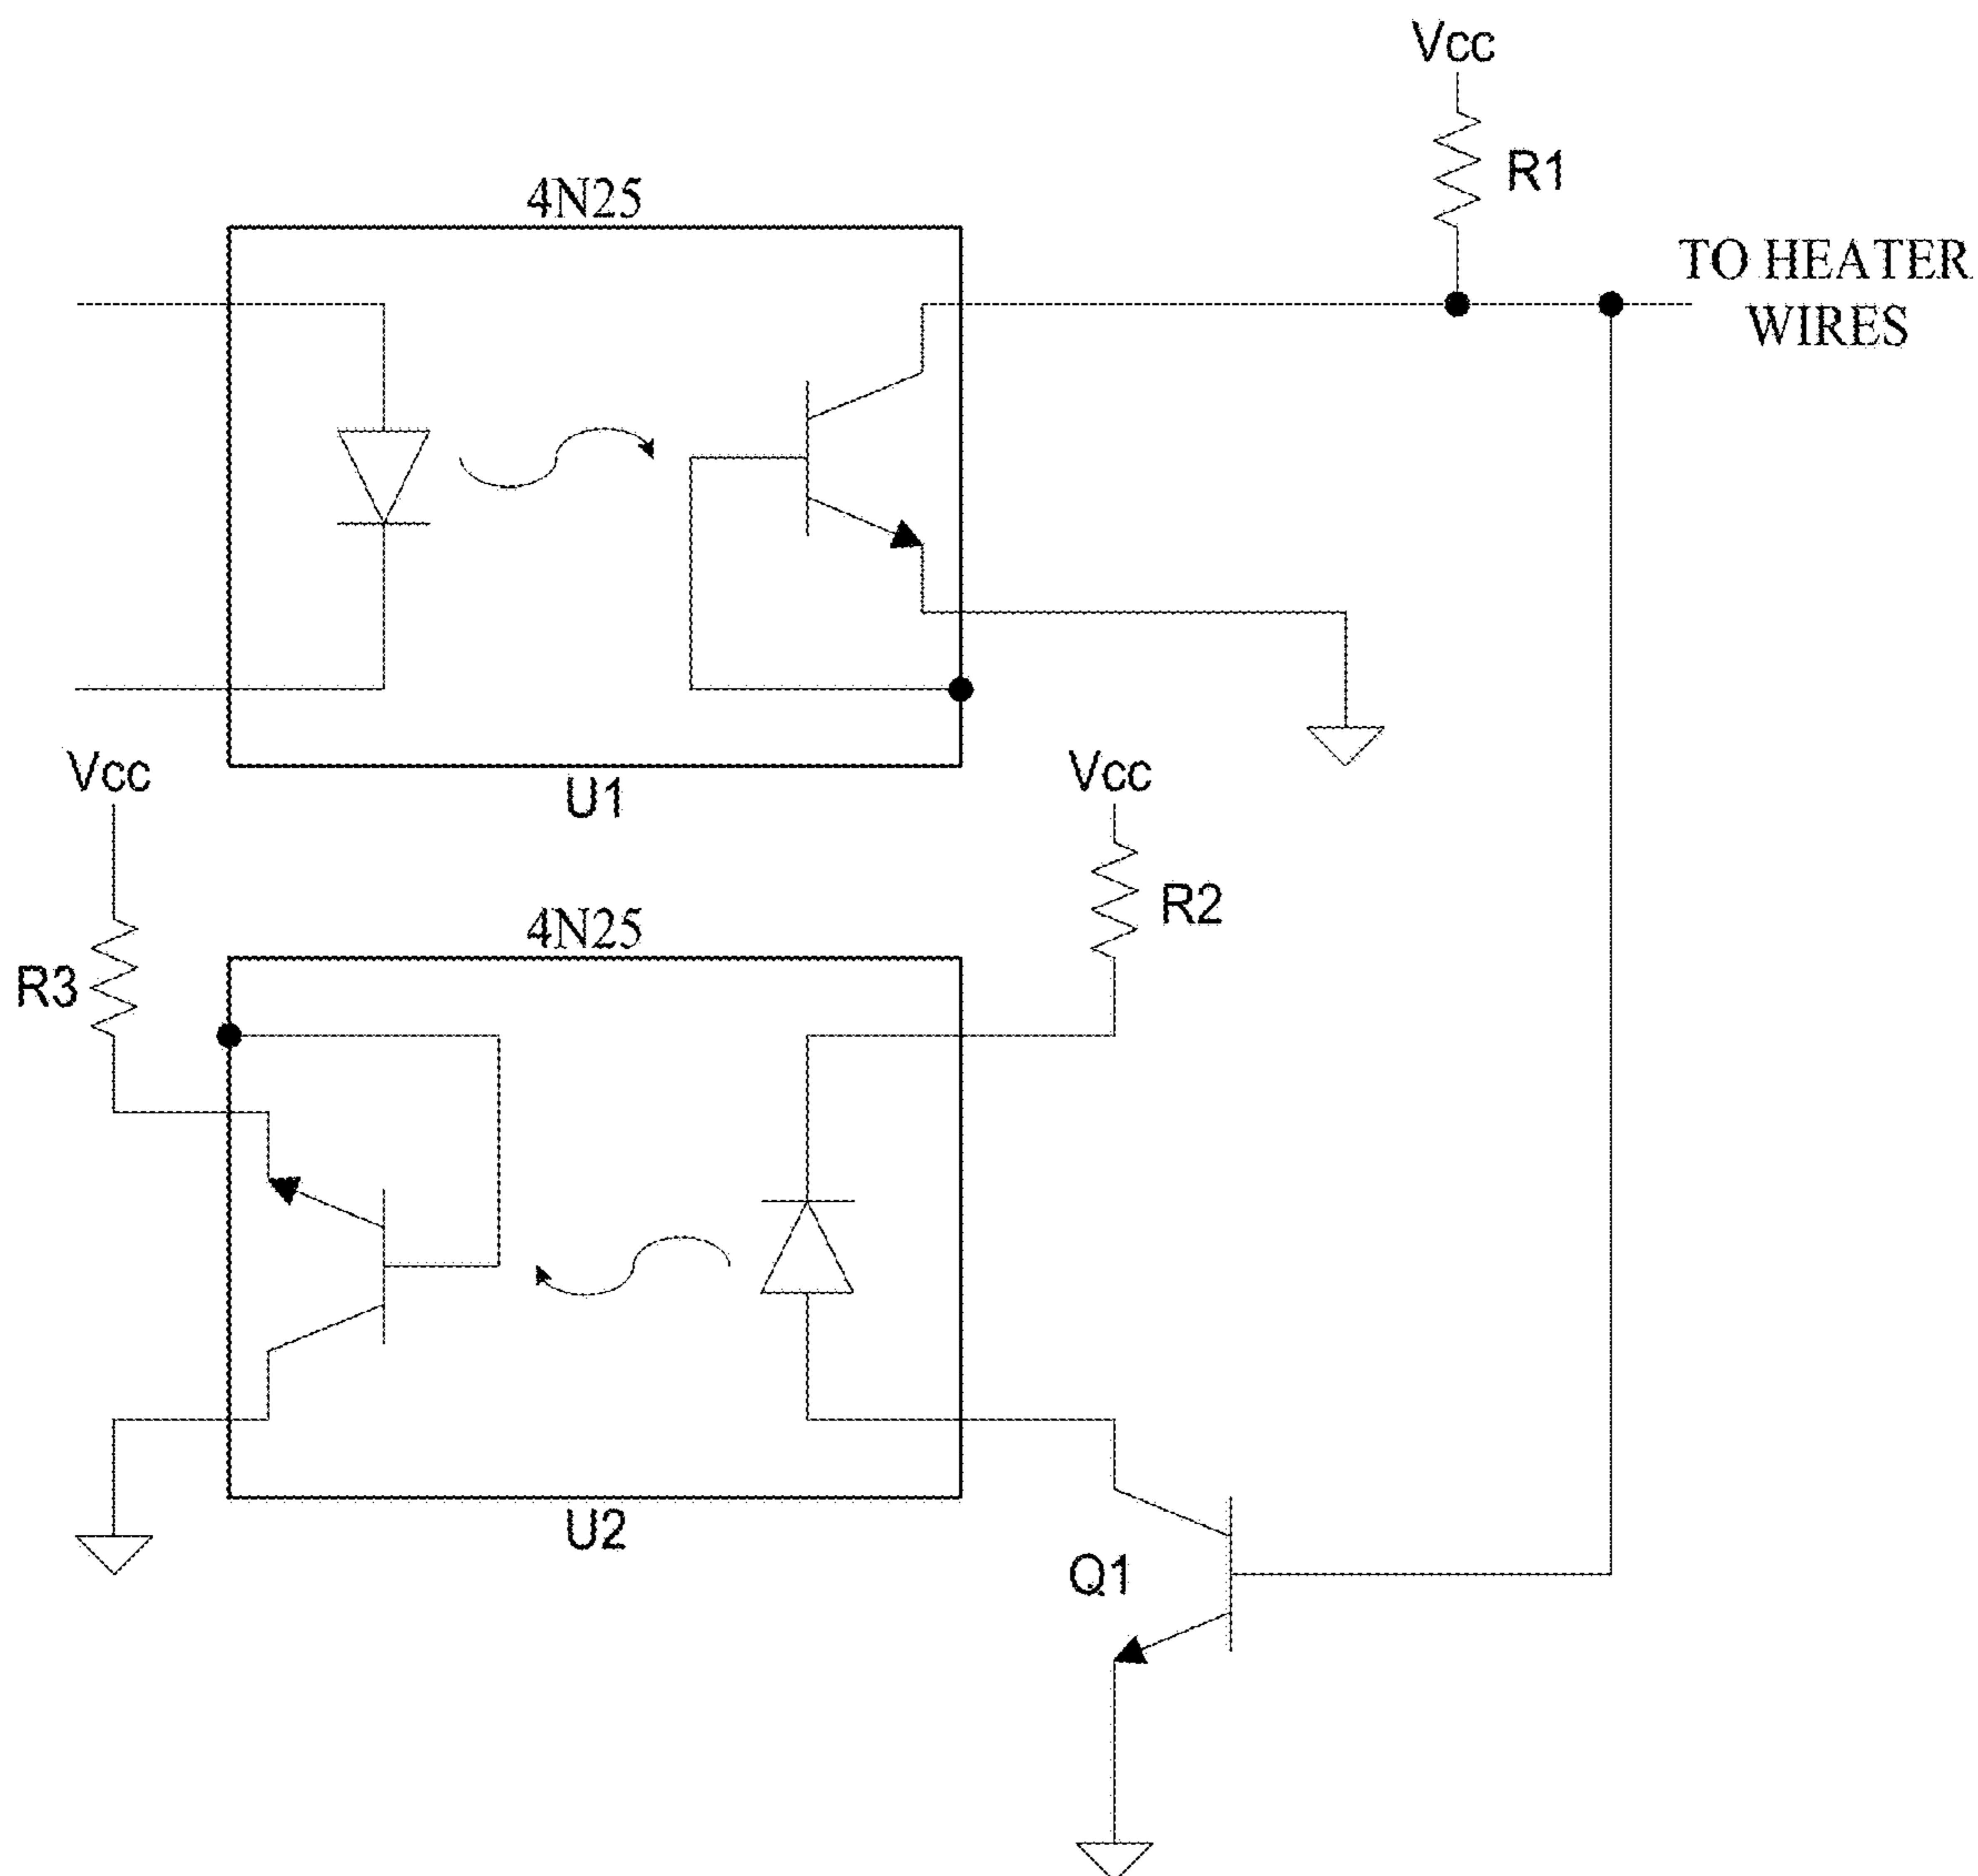 Vcc
R1
4N25
TO HEATER
WIRES
U1
Vcc
Vcc
R2
4N25
R3
U2
Q1